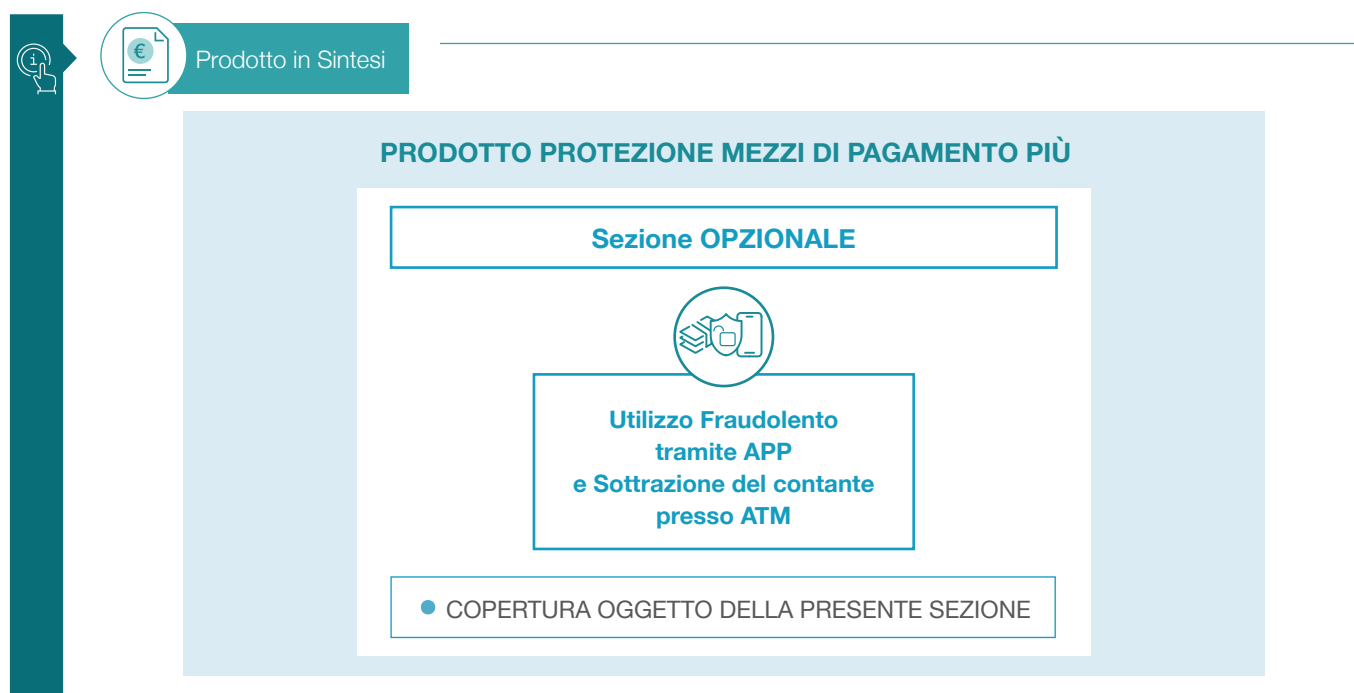 Prodotto in Sintesi
PRODOTTO PROTEZIONE MEZZI DI PAGAMENTO PIÙ
Sezione OPZIONALE
Utilizzo Fraudolento
tramite APP
e Sottrazione del contante
presso ATM
● COPERTURA OGGETTO DELLA PRESENTE SEZIONE